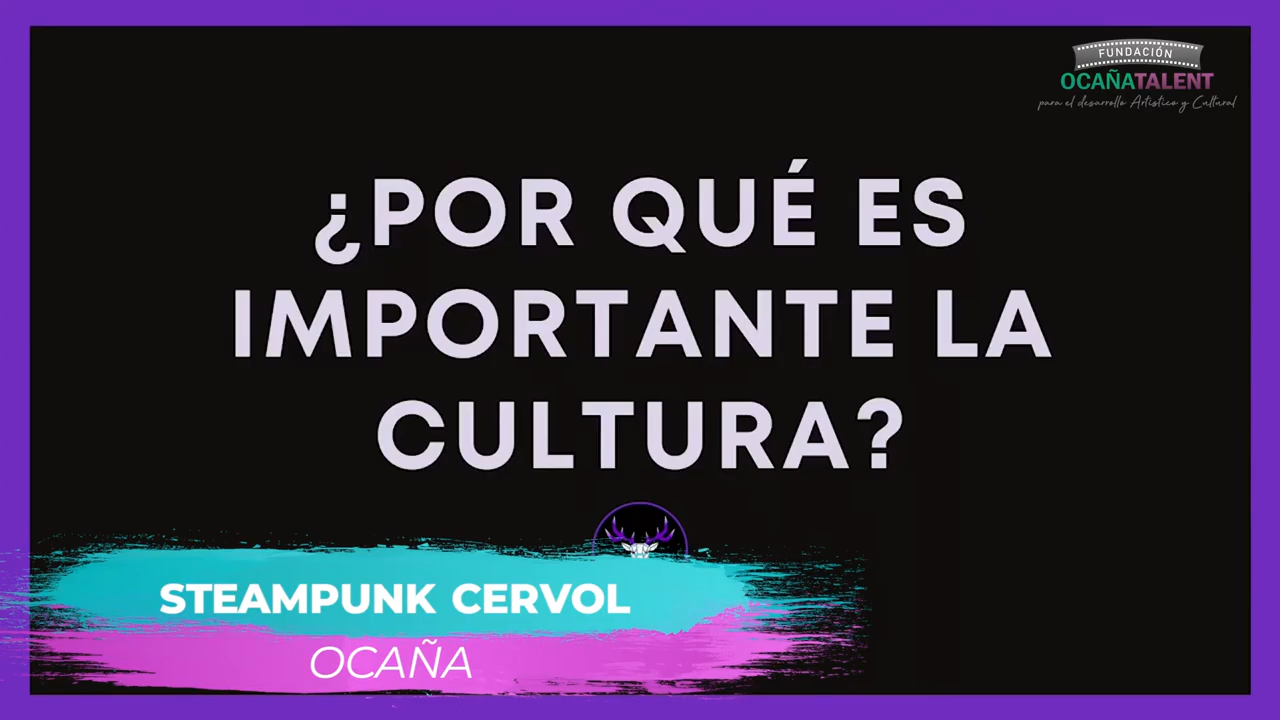 FUNDACIÓN
OCAÑATALENT
para el desarrollo Artístico y Cultural
¿POR QUÉ ES
IMPORTANTE LA
CULTURA?
STEAMPUNK CERVOL
OCAÑA